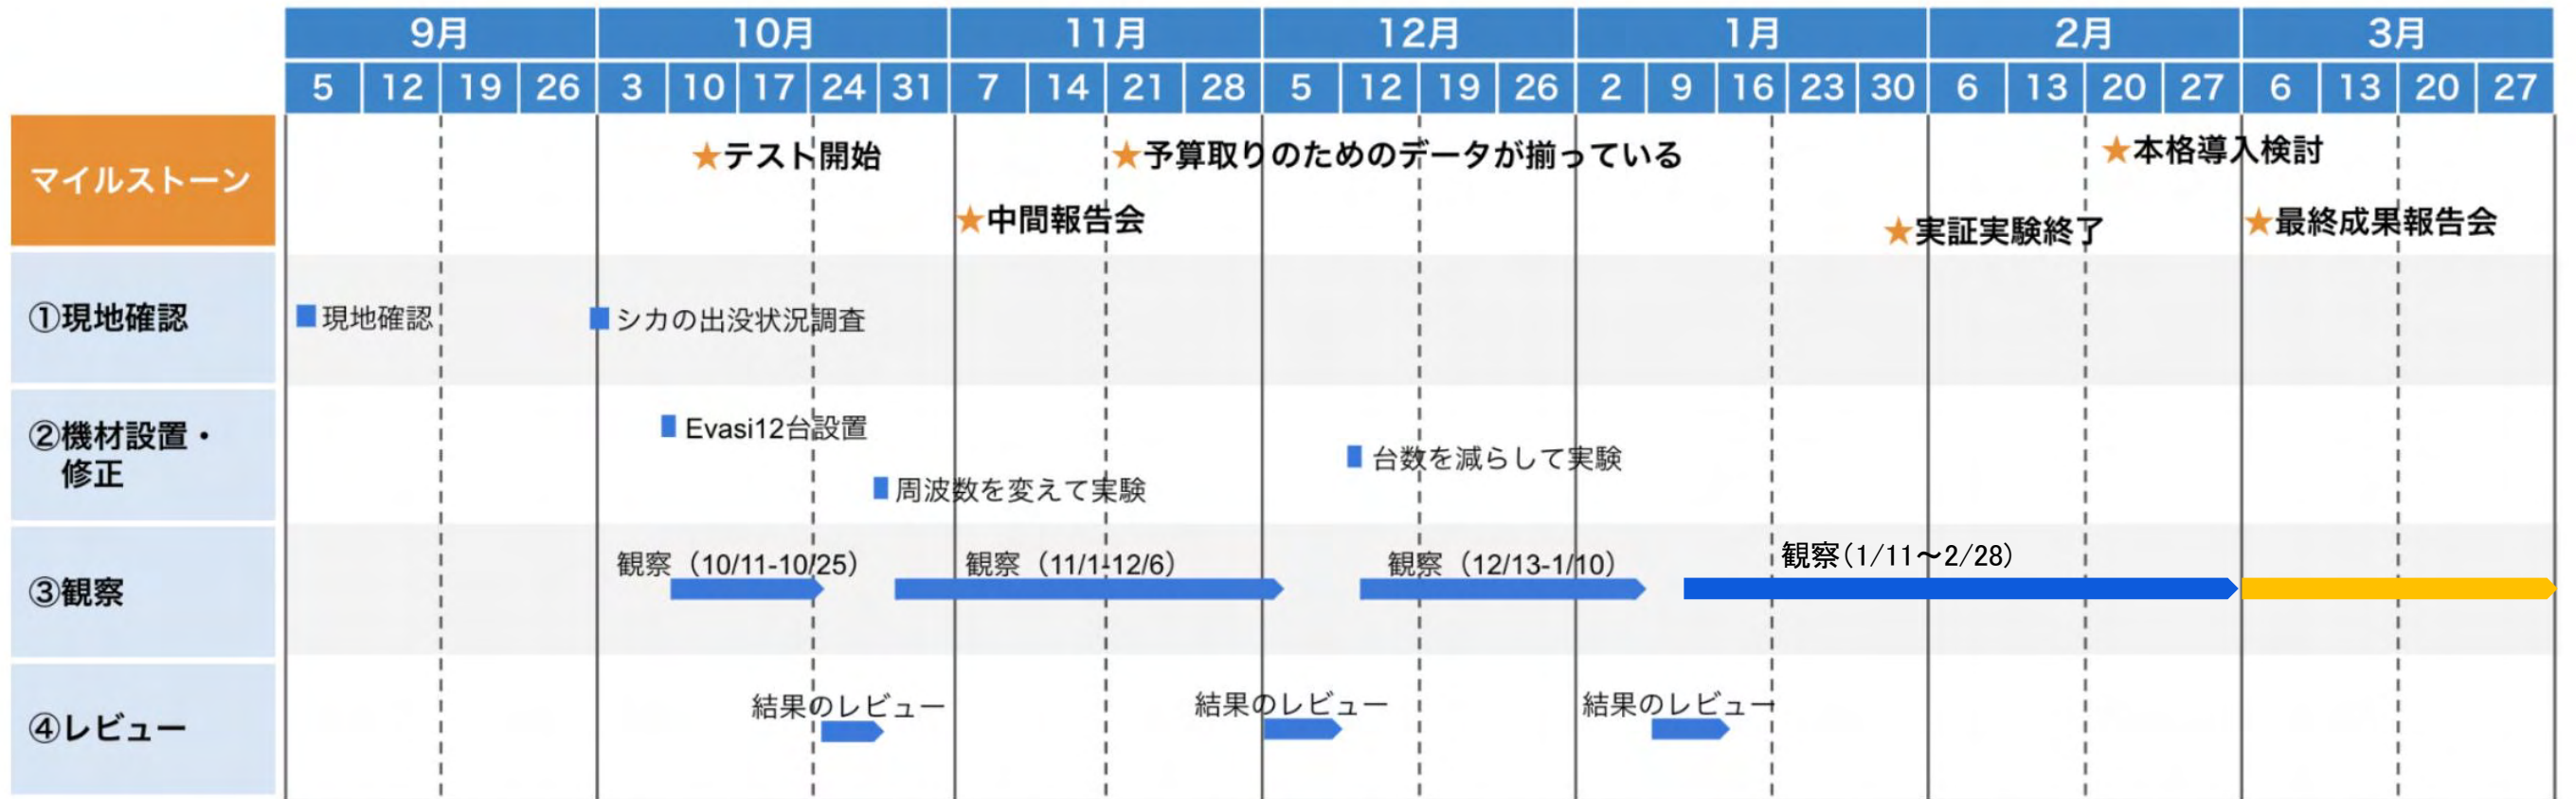 9月 10月 11月 12月 1月 2月 3月
5 12 19 26 3 10 17 24 31 7 14 21 28 5 12 19 26 2 9 16 23 30 6 13 20 27 6 13 20 27
マイルストーン
★テスト開始
★予算取りのためのデータが揃っている
★本格導入検討
★中間報告会
★実証実験終了
★最終成果報告会
①現地確認
現地確認
シカの出没状況調査
②機材設置・
修正
Evasi12台設置
台数を減らして実験
周波数を変えて実験
③観察
観察（10/11-10/25）
観察（11/1-12/6）
観察（12/13-1/10）
観察(1/11～2/28)
④レビュー
結果のレビュー
結果のレビュー
結果のレビュー